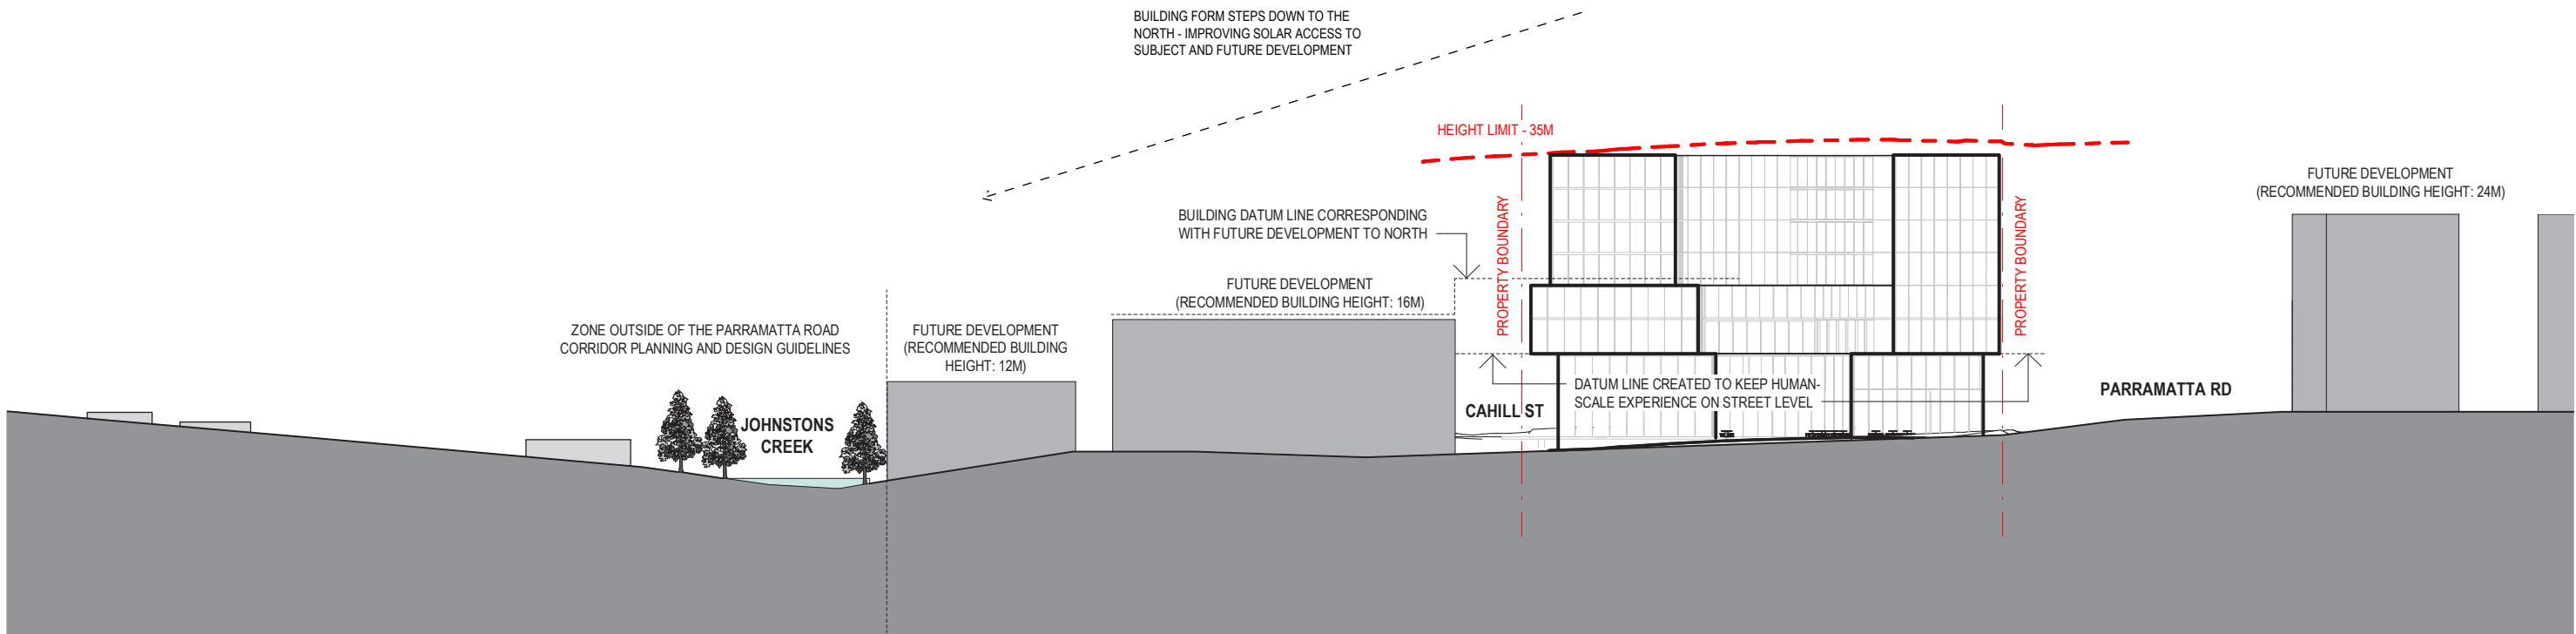 BUILDING FORM STEPS DOWN TO THE
NORTH - IMPROVING SOLAR ACCESS TO
SUBJECT AND FUTURE DEVELOPMENT
HEIGHT LIMIT - 35M
FUTURE DEVELOPMENT
(RECOMMENDED BUILDING HEIGHT: 24M)
BUILDING DATUM LINE CORRESPONDING
WITH FUTURE DEVELOPMENT TO NORTH
PROPERTY BOUNDARY
PROPERTY BOUNDARY
FUTURE DEVELOPMENT
(RECOMMENDED BUILDING HEIGHT: 16M)
ZONE OUTSIDE OF THE PARRAMATTA ROAD
CORRIDOR PLANNING AND DESIGN GUIDELINES
FUTURE DEVELOPMENT
(RECOMMENDED BUILDING
HEIGHT: 12M)
DATUM LINE CREATED TO KEEP HUMAN-
SCALE EXPERIENCE ON STREET LEVEL
PARRAMATTA RD
CAHILL ST
JOHNSTONS
CREEK